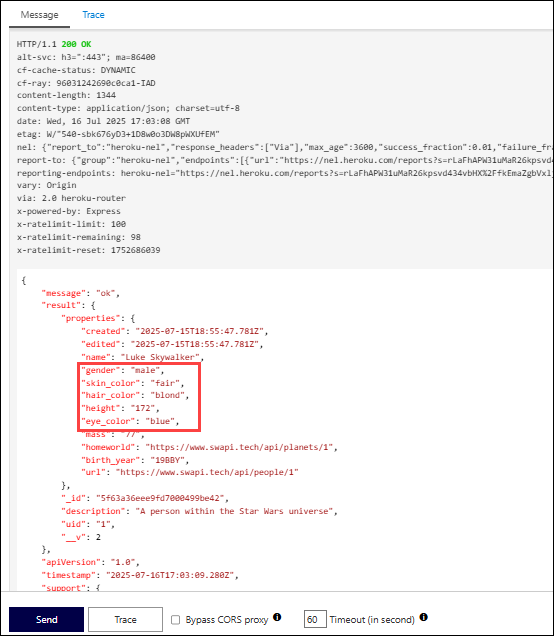 Message Trace
HTTP/1.1 200 OK
alt-svc: h3=":443"; ma=86400
cf-cache-status: DYNAMIC
cf-ray: 96031242690c0ca1-IAD
content-length: 1344
content-type: application/json; charset=utf-8
date: Wed, 16 Jul 2025 17:03:08 GMT
etag: W/"540-sbk676yD3+1D8w0o3DW8pWXUfEM"
nel: {"report_to":"heroku-nel","response_headers":["Via"],"max_age":3600,"success_fraction":0.01,"failure_fra
report-to: {"group":"heroku-nel","endpoints":[{"url":"https://nel.heroku.com/reports?s=rLaFhAPW31uMaR26kpsvd4
reporting-endpoints: heroku-nel="https://nel.heroku.com/reports?s=rLaFhAPW31uMaR26kpsvd434vbHX%2FfkEmaZgbVxlj
vary: Origin
via: 2.0 heroku-router
x-powered-by: Express
x-ratelimit-limit: 100
x-ratelimit-remaining: 98
x-ratelimit-reset: 1752686039
{
"message": "ok",
"result": {
"properties": {
"created": "2025-07-15T18:55:47.781Z",
"edited": "2025-07-15T18:55:47.781Z",
"name": "Luke Skywalker",
"gender": "male",
"skin_color": "fair",
"hair_color": "blond",
"height": "172",
"eye_color": "blue",
"mass": "77",
"homeworld": "https://www.swapi.tech/api/planets/1",
"birth_year": "19BBY",
"url": "https://www.swapi.tech/api/people/1"
},
"_id": "5f63a36eee9fd7000499be42",
"description": "A person within the Star Wars universe",
"uid": "1",
"__v": 2
},
"apiVersion": "1.0",
"timestamp": "2025-07-16T17:03:09.280Z",
"support": {
Send Trace Bypass CORS proxy 60 Timeout (in second)